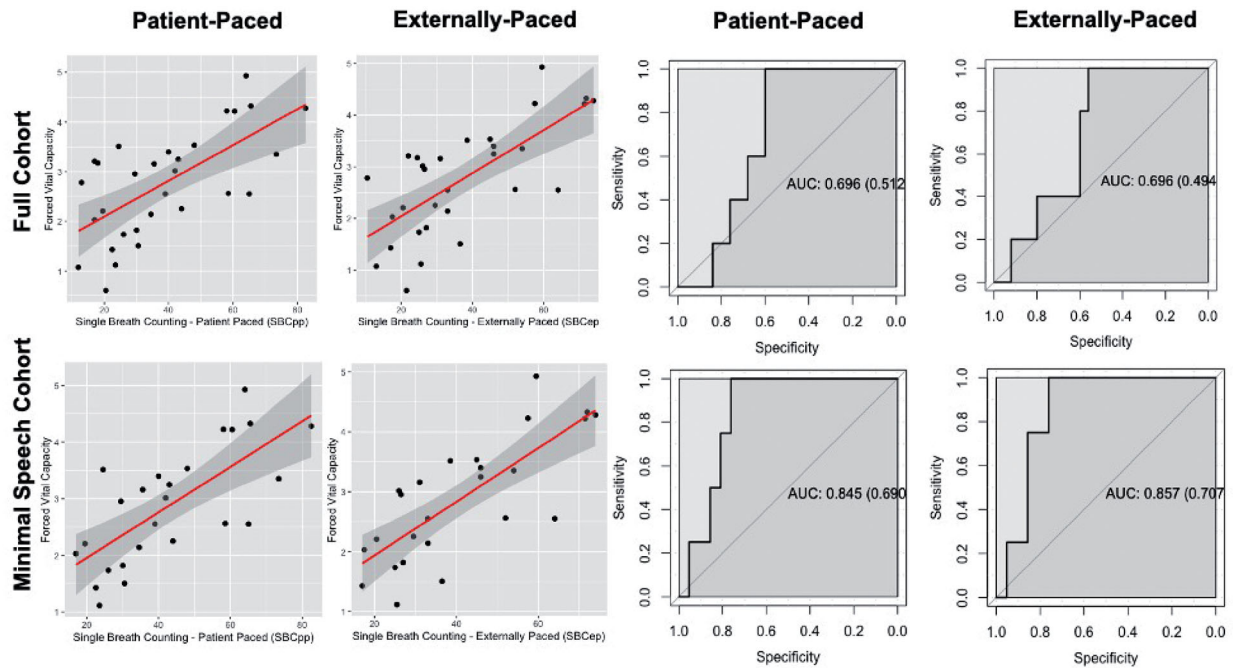 Patient-Paced Externally-Paced Patient-Paced Externally-Paced
Full Cohort
Forced Vital Capacity
5
4
3
2
1
20 40 60 80
Single Breath Counting - Patient Paced (SBCpp)
Forced Vital Capacity
5
4
3
2
1
20 40 60
Single Breath Counting - Externally Paced (SBCep
Sensitivity
1.0
0.8
0.6
0.4
0.2
0.0
AUC: 0.696 (0.512
1.0 0.8 0.6 0.4 0.2 0.0
Specificity
Sensitivity
1.0
0.8
0.6
0.4
0.2
0.0
AUC: 0.696 (0.494
1.0 0.8 0.6 0.4 0.2 0.0
Specificity
Minimal Speech Cohort
Forced Vital Capacity
5
4
3
2
1
20 40 60 80
Single Breath Counting - Patient Paced (SBCpp)
Forced Vital Capacity
5
4
3
2
1
20 40 60
Single Breath Counting - Externally Paced (SBCep)
Sensitivity
1.0
0.8
0.6
0.4
0.2
0.0
AUC: 0.845 (0.690
1.0 0.8 0.6 0.4 0.2 0.0
Specificity
Sensitivity
1.0
0.8
0.6
0.4
0.2
0.0
AUC: 0.857 (0.707
1.0 0.8 0.6 0.4 0.2 0.0
Specificity